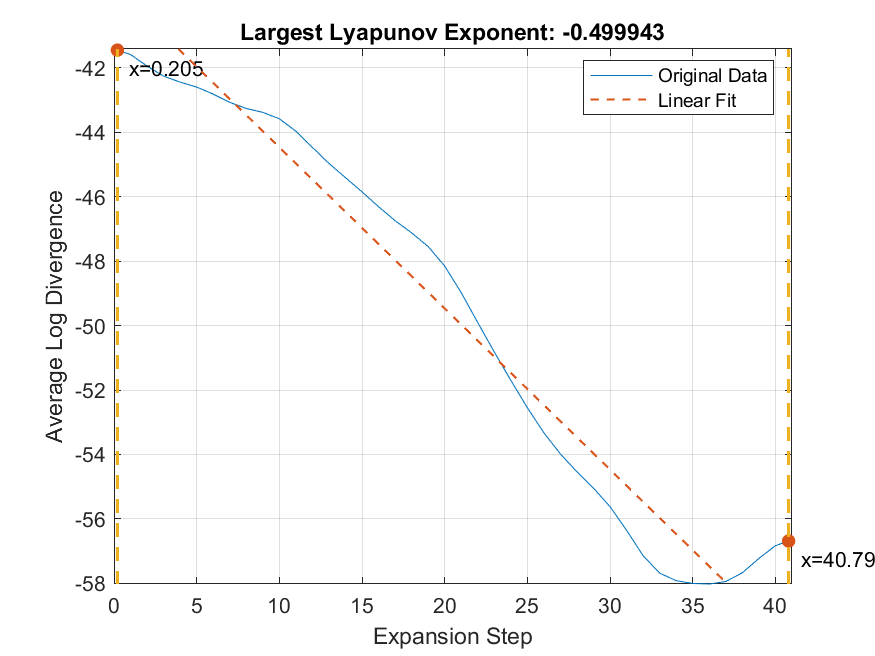 Largest Lyapunov Exponent: -0.499943
x=0.205
Original Data
Linear Fit
-42
-44
-46
-48
-50
-52
-54
-56
-58
Average Log Divergence
x=40.79
0 5 10 15 20 25 30 35 40
Expansion Step